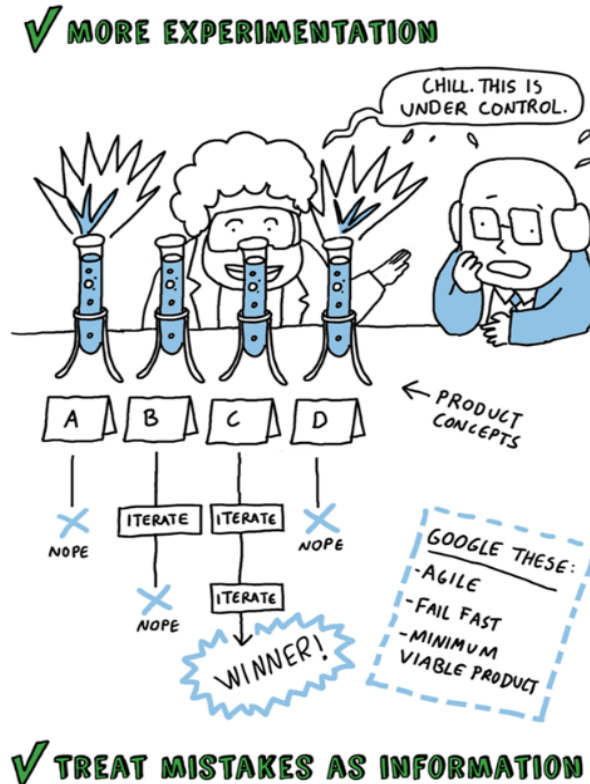 MORE EXPERIMENTATION
CHILL. THIS IS
UNDER CONTROL.
A B C D
PRODUCT
CONCEPTS
NOPE
ITERATE ITERATE
NOPE
NOPE
ITERATE
WINNER!
GOOGLE THESE:
-AGILE
-FAIL FAST
-MINIMUM
VIABLE PRODUCT
TREAT MISTAKES AS INFORMATION